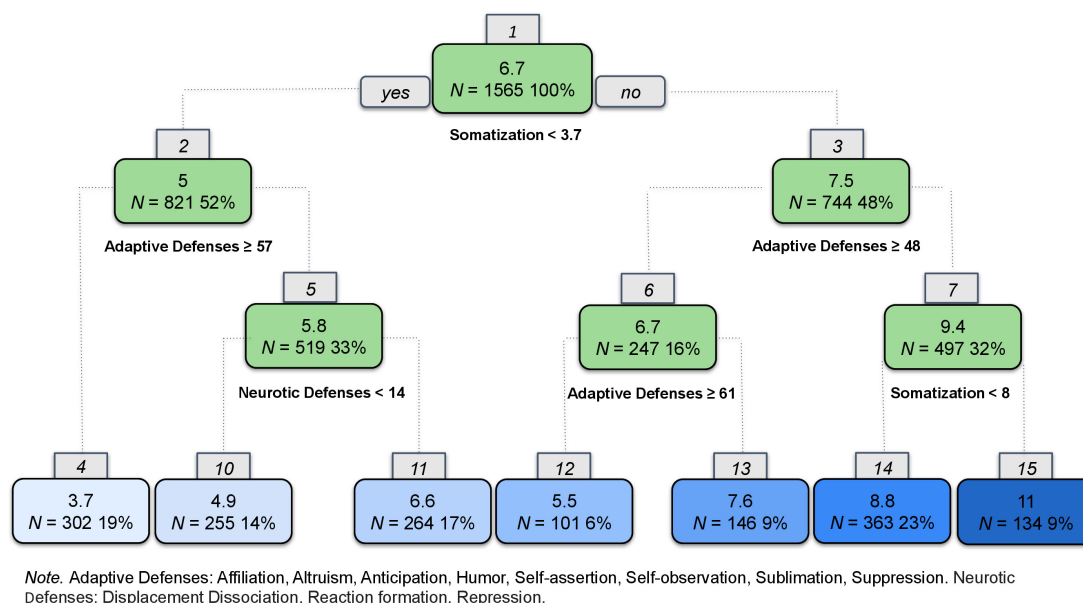 1
6.7
N = 1565 100%
yes
no
Somatization < 3.7
2
5
N = 821 52%
Adaptive Defenses ≥ 57
3
7.5
N = 744 48%
Adaptive Defenses ≥ 48
5
5.8
N = 519 33%
Neurotic Defenses < 14
6
6.7
N = 247 16%
Adaptive Defenses ≥ 61
7
9.4
N = 497 32%
Somatization < 8
4
3.7
N = 302 19%
10
4.9
N = 255 14%
11
6.6
N = 264 17%
12
5.5
N = 101 6%
13
7.6
N = 146 9%
14
8.8
N = 363 23%
15
11
N = 134 9%
Note. Adaptive Defenses: Affiliation, Altruism, Anticipation, Humor, Self-assertion, Self-observation, Sublimation, Suppression. Neurotic
Defenses: Displacement Dissociation, Reaction formation, Repression.